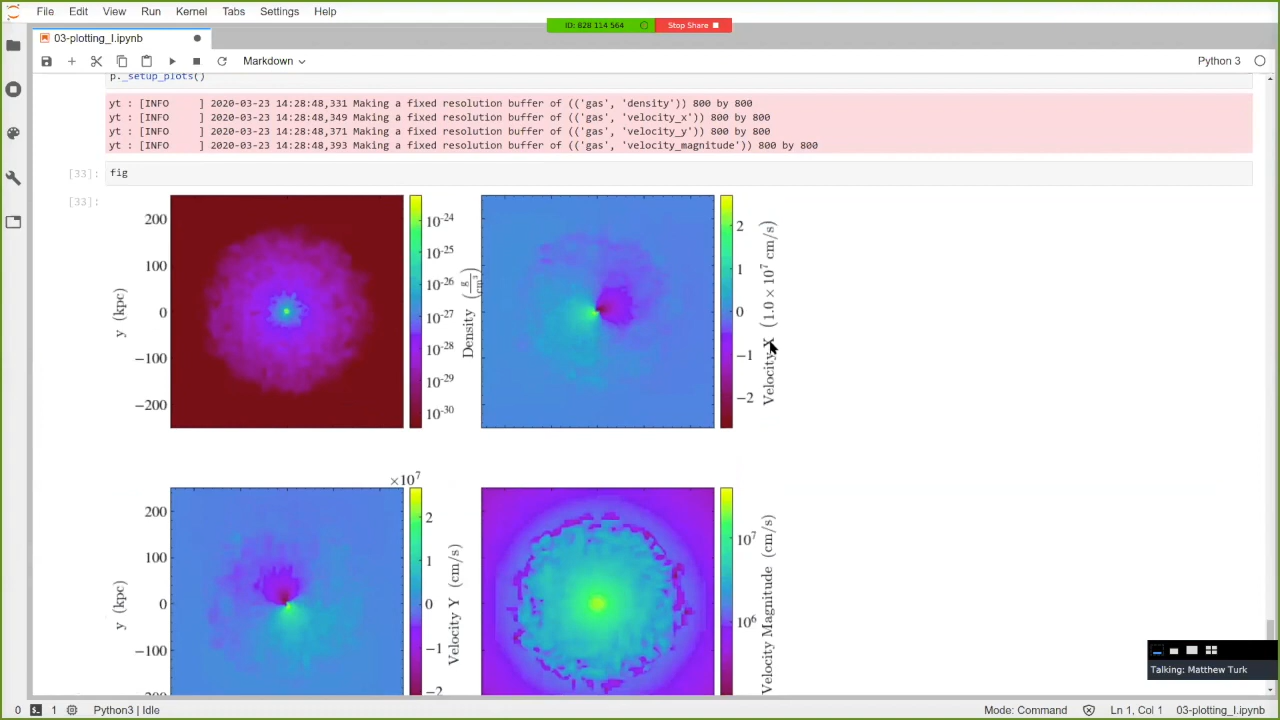 File Edit View Run Kernel Tabs Settings Help
ID: 828 114 564 Stop Share
03-plotting_I.ipynb
Markdown Python 3
p._setup_plots()
yt : [INFO     ] 2020-03-23 14:28:48,331 Making a fixed resolution buffer of (('gas', 'density')) 800 by 800
yt : [INFO     ] 2020-03-23 14:28:48,349 Making a fixed resolution buffer of (('gas', 'velocity_x')) 800 by 800
yt : [INFO     ] 2020-03-23 14:28:48,371 Making a fixed resolution buffer of (('gas', 'velocity_y')) 800 by 800
yt : [INFO     ] 2020-03-23 14:28:48,393 Making a fixed resolution buffer of (('gas', 'velocity_magnitude')) 800 by 800
[33]: fig
[33]:
200
100
0
−100
−200
y (kpc)
10^-24
10^-25
10^-26
10^-27
10^-28
10^-29
10^-30
Density (g/cm³)
2
1
0
−1
−2
Velocity X (1.0 × 10^7 cm/s)
×10^7
200
100
0
−100
−200
y (kpc)
2
1
0
−1
−2
Velocity Y (cm/s)
10^7
10^6
Velocity Magnitude (cm/s)
Talking: Matthew Turk
0 1 Python3 | Idle Mode: Command Ln 1, Col 1 03-plotting_I.ipynb